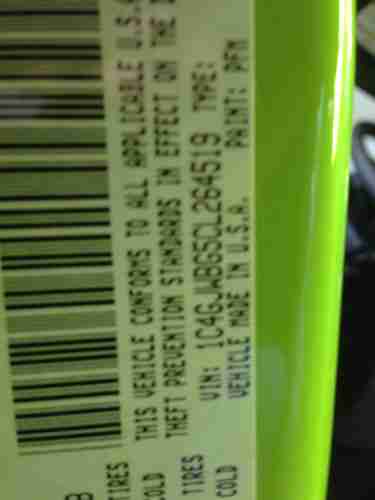 THIS VEHICLE CONFORMS TO ALL APPLICABLE U.S.A
THEFT PREVENTION STANDARDS IN EFFECT ON THE
VIN: 1C4GJWBG5CL264519 TYPE:
VEHICLE MADE IN U.S.A. PAINT: PFM
TIRES
COLD
TIRES
COLD